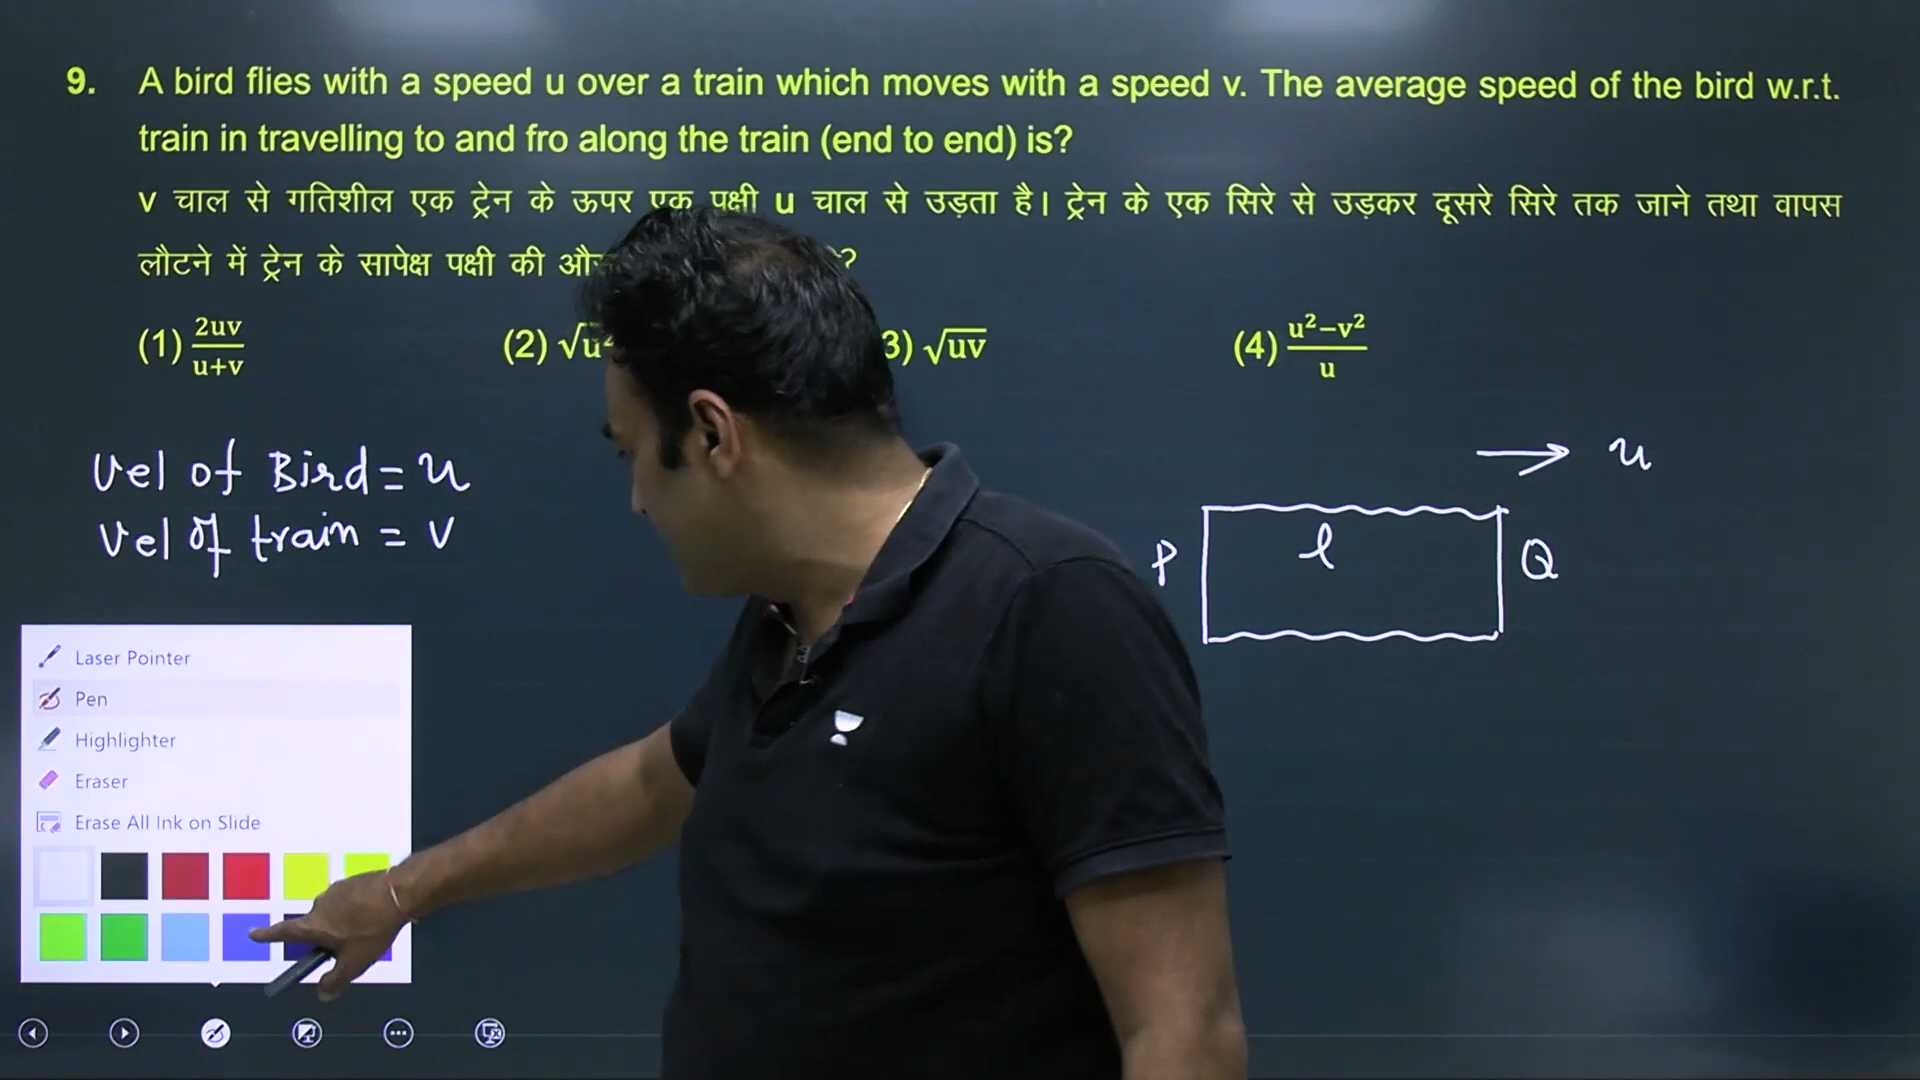 9. A bird flies with a speed u over a train which moves with a speed v. The average speed of the bird w.r.t.
train in travelling to and fro along the train (end to end) is?
v चाल से गतिशील एक ट्रेन के ऊपर एक पक्षी u चाल से उड़ता है। ट्रेन के एक सिरे से उड़कर दूसरे सिरे तक जाने तथा वापस
लौटने में ट्रेन के सापेक्ष पक्षी की ?
(1) 2uv/u+v (2) √u² 3) √uv (4) u²−v²/u
Vel of Bird = u
Vel of train = v
u
P l Q
Laser Pointer
Pen
Highlighter
Eraser
Erase All Ink on Slide